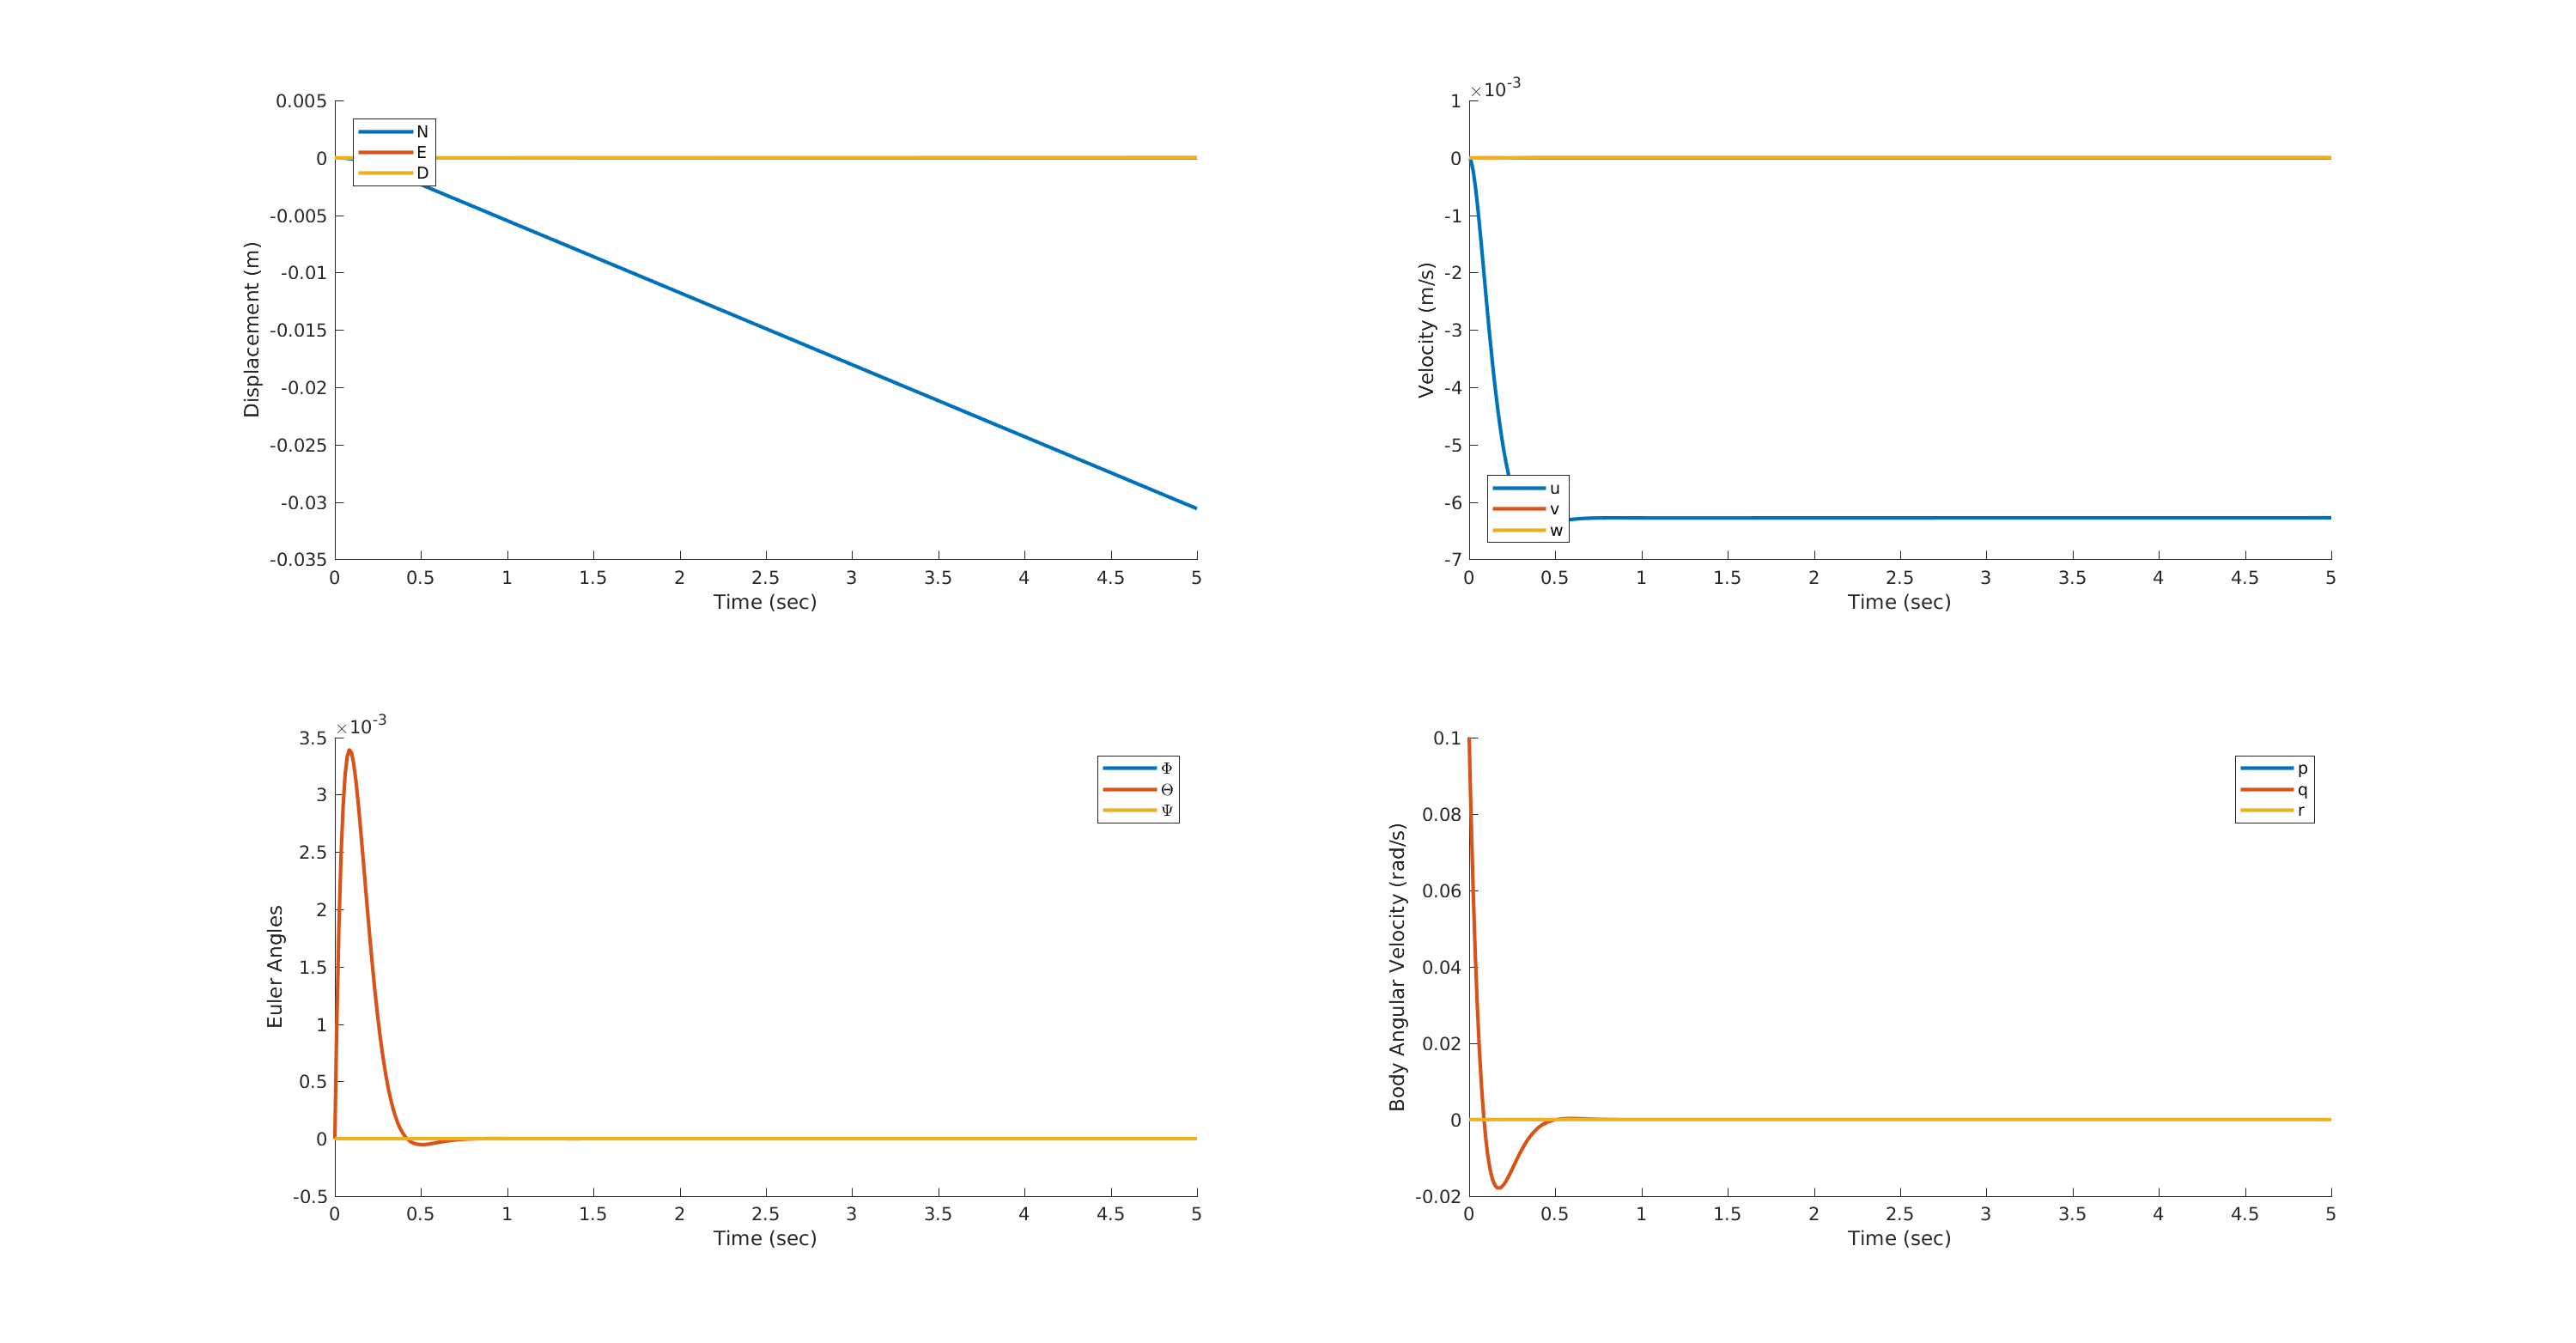 0.005
0
-0.005
-0.01
-0.015
-0.02
-0.025
-0.03
-0.035
Displacement (m)
N
E
D
0 0.5 1 1.5 2 2.5 3 3.5 4 4.5 5
Time (sec)
×10-3
1
0
-1
-2
-3
-4
-5
-6
-7
Velocity (m/s)
u
v
w
0 0.5 1 1.5 2 2.5 3 3.5 4 4.5 5
Time (sec)
×10-3
3.5
3
2.5
2
1.5
1
0.5
0
-0.5
Euler Angles
Φ
Θ
Ψ
0 0.5 1 1.5 2 2.5 3 3.5 4 4.5 5
Time (sec)
0.1
0.08
0.06
0.04
0.02
0
-0.02
Body Angular Velocity (rad/s)
p
q
r
0 0.5 1 1.5 2 2.5 3 3.5 4 4.5 5
Time (sec)